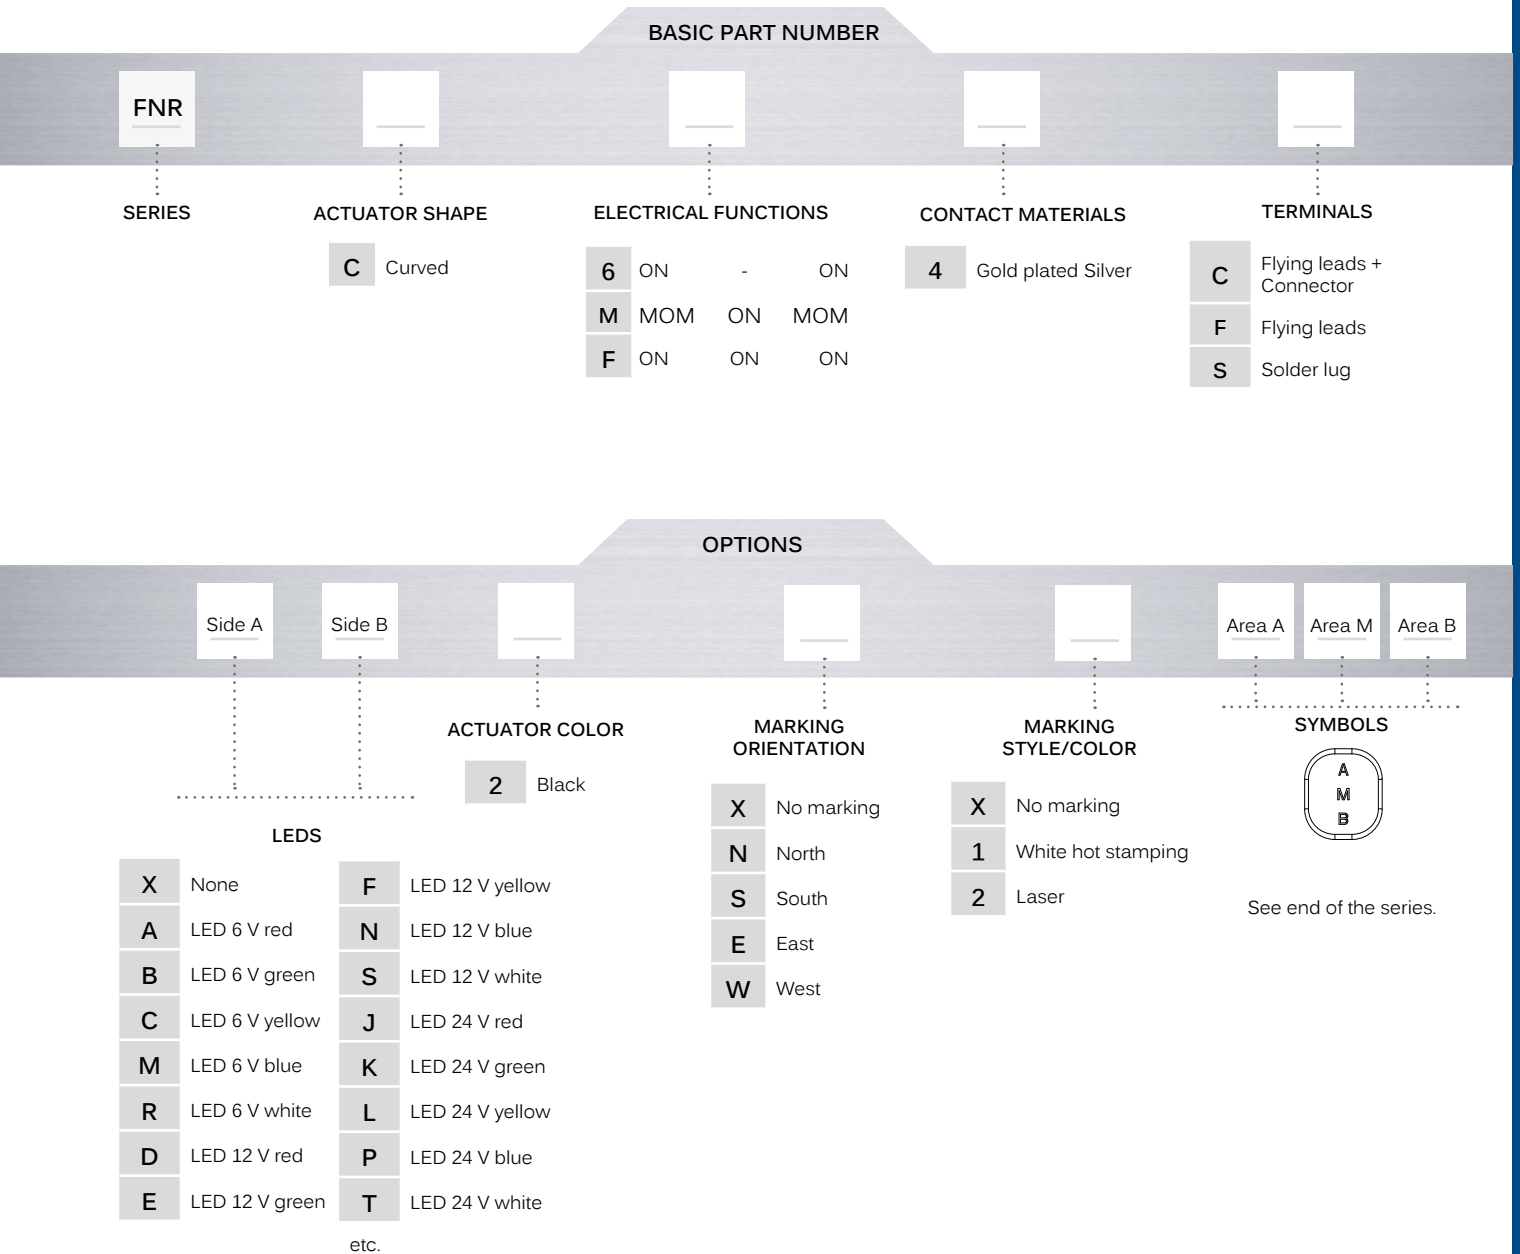 BASIC PART NUMBER
FNR
SERIES
ACTUATOR SHAPE
C Curved
ELECTRICAL FUNCTIONS
6 ON - ON
M MOM ON MOM
F ON ON ON
CONTACT MATERIALS
4 Gold plated Silver
TERMINALS
C Flying leads +
Connector
F Flying leads
S Solder lug
OPTIONS
Side A Side B
Area A Area M Area B
LEDS
X None
A LED 6 V red
B LED 6 V green
C LED 6 V yellow
M LED 6 V blue
R LED 6 V white
D LED 12 V red
E LED 12 V green
F LED 12 V yellow
N LED 12 V blue
S LED 12 V white
J LED 24 V red
K LED 24 V green
L LED 24 V yellow
P LED 24 V blue
T LED 24 V white
etc.
ACTUATOR COLOR
2 Black
MARKING
ORIENTATION
X No marking
N North
S South
E East
W West
MARKING
STYLE/COLOR
X No marking
1 White hot stamping
2 Laser
SYMBOLS
A
M
B
See end of the series.